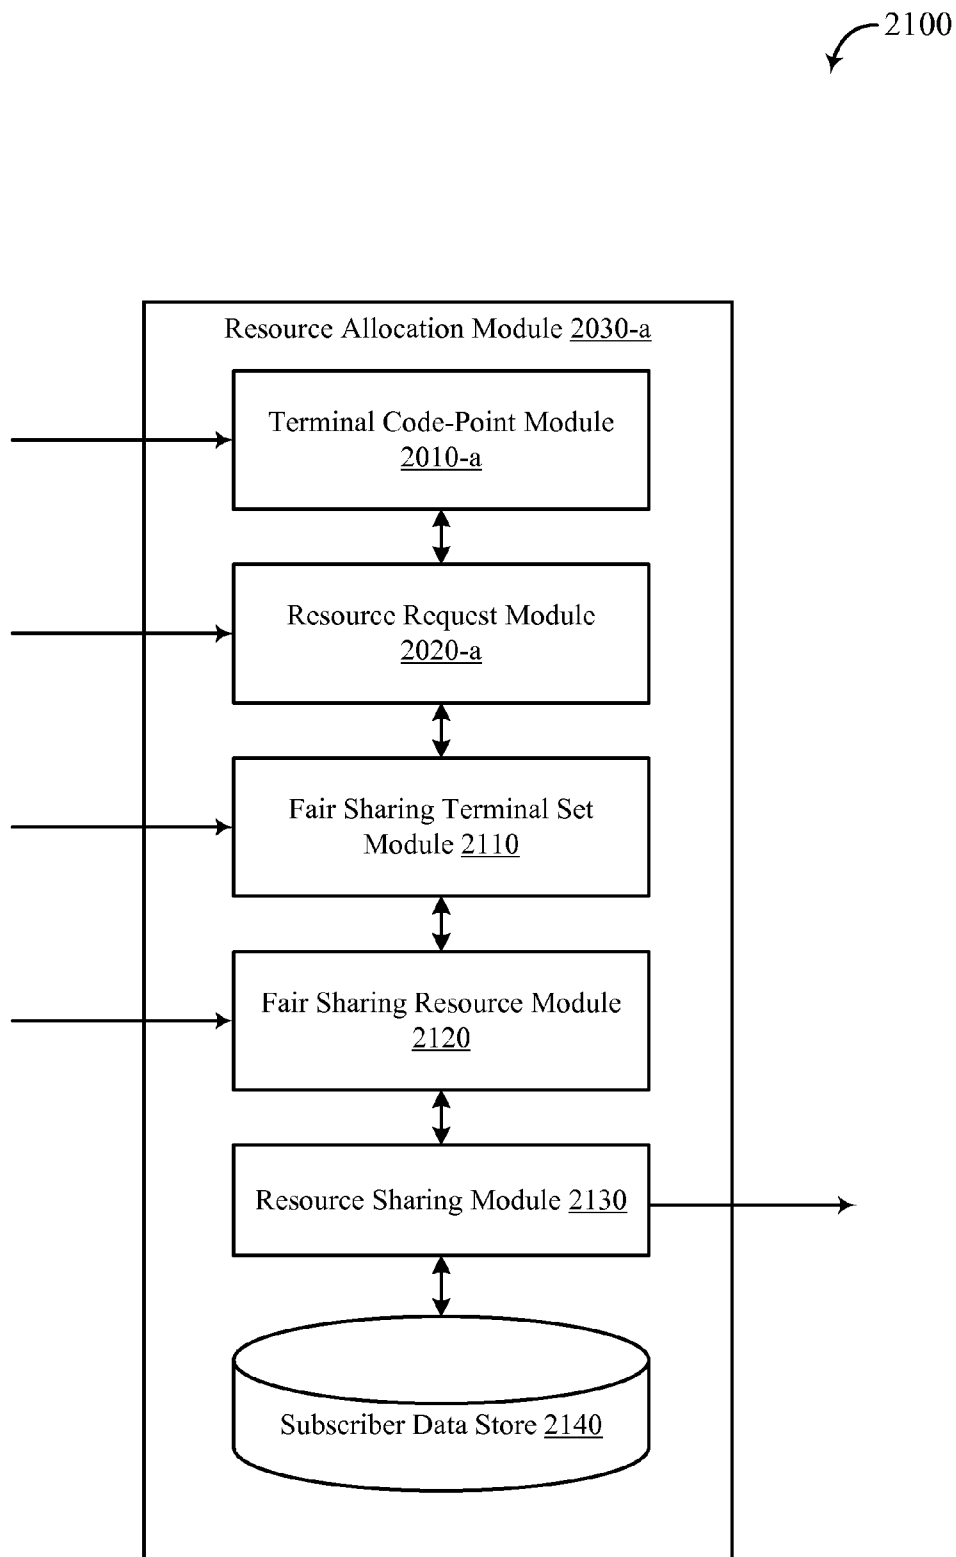 2100
Resource Allocation Module 2030-a
Terminal Code-Point Module
2010-a
Resource Request Module
2020-a
Fair Sharing Terminal Set
Module 2110
Fair Sharing Resource Module
2120
Resource Sharing Module 2130
Subscriber Data Store 2140